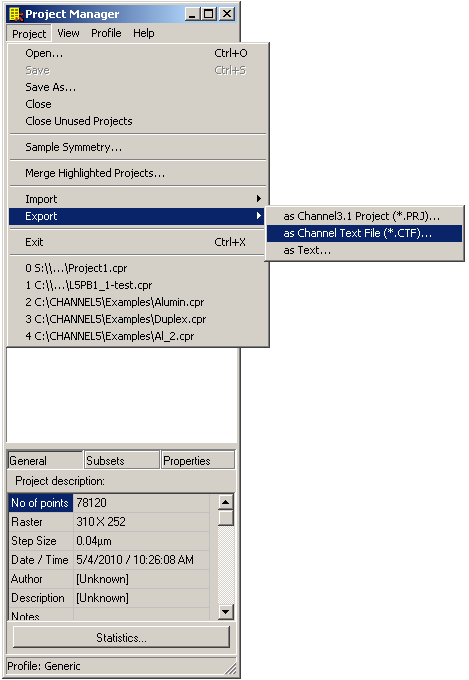 Project Manager
Project View Profile Help
Open... Ctrl+O
Save Ctrl+S
Save As...
Close
Close Unused Projects
Sample Symmetry...
Merge Highlighted Projects...
Import
Export
as Channel3.1 Project (*.PRJ)...
as Channel Text File (*.CTF)...
as Text...
Exit Ctrl+X
0 S:\\...\Project1.cpr
1 C:\\...\L5PB1_1-test.cpr
2 C:\CHANNEL5\Examples\Alumin.cpr
3 C:\CHANNEL5\Examples\Duplex.cpr
4 C:\CHANNEL5\Examples\Al_2.cpr
General Subsets Properties
Project description:
No of points 78120
Raster 310 X 252
Step Size 0.04µm
Date / Time 5/4/2010 / 10:26:08 AM
Author [Unknown]
Description [Unknown]
Notes
Statistics...
Profile: Generic